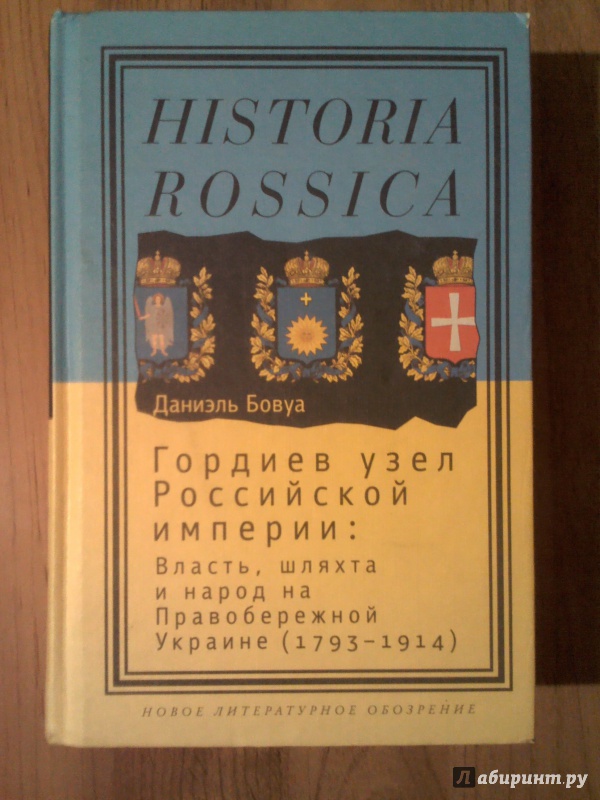 HISTORIA
ROSSICA
Даниэль Бовуа
Гордиев узел
Российской
империи:
Власть, шляхта
и народ на
Правобережной
Украине (1793–1914)
НОВОЕ ЛИТЕРАТУРНОЕ ОБОЗРЕНИЕ
Лабиринт.ру